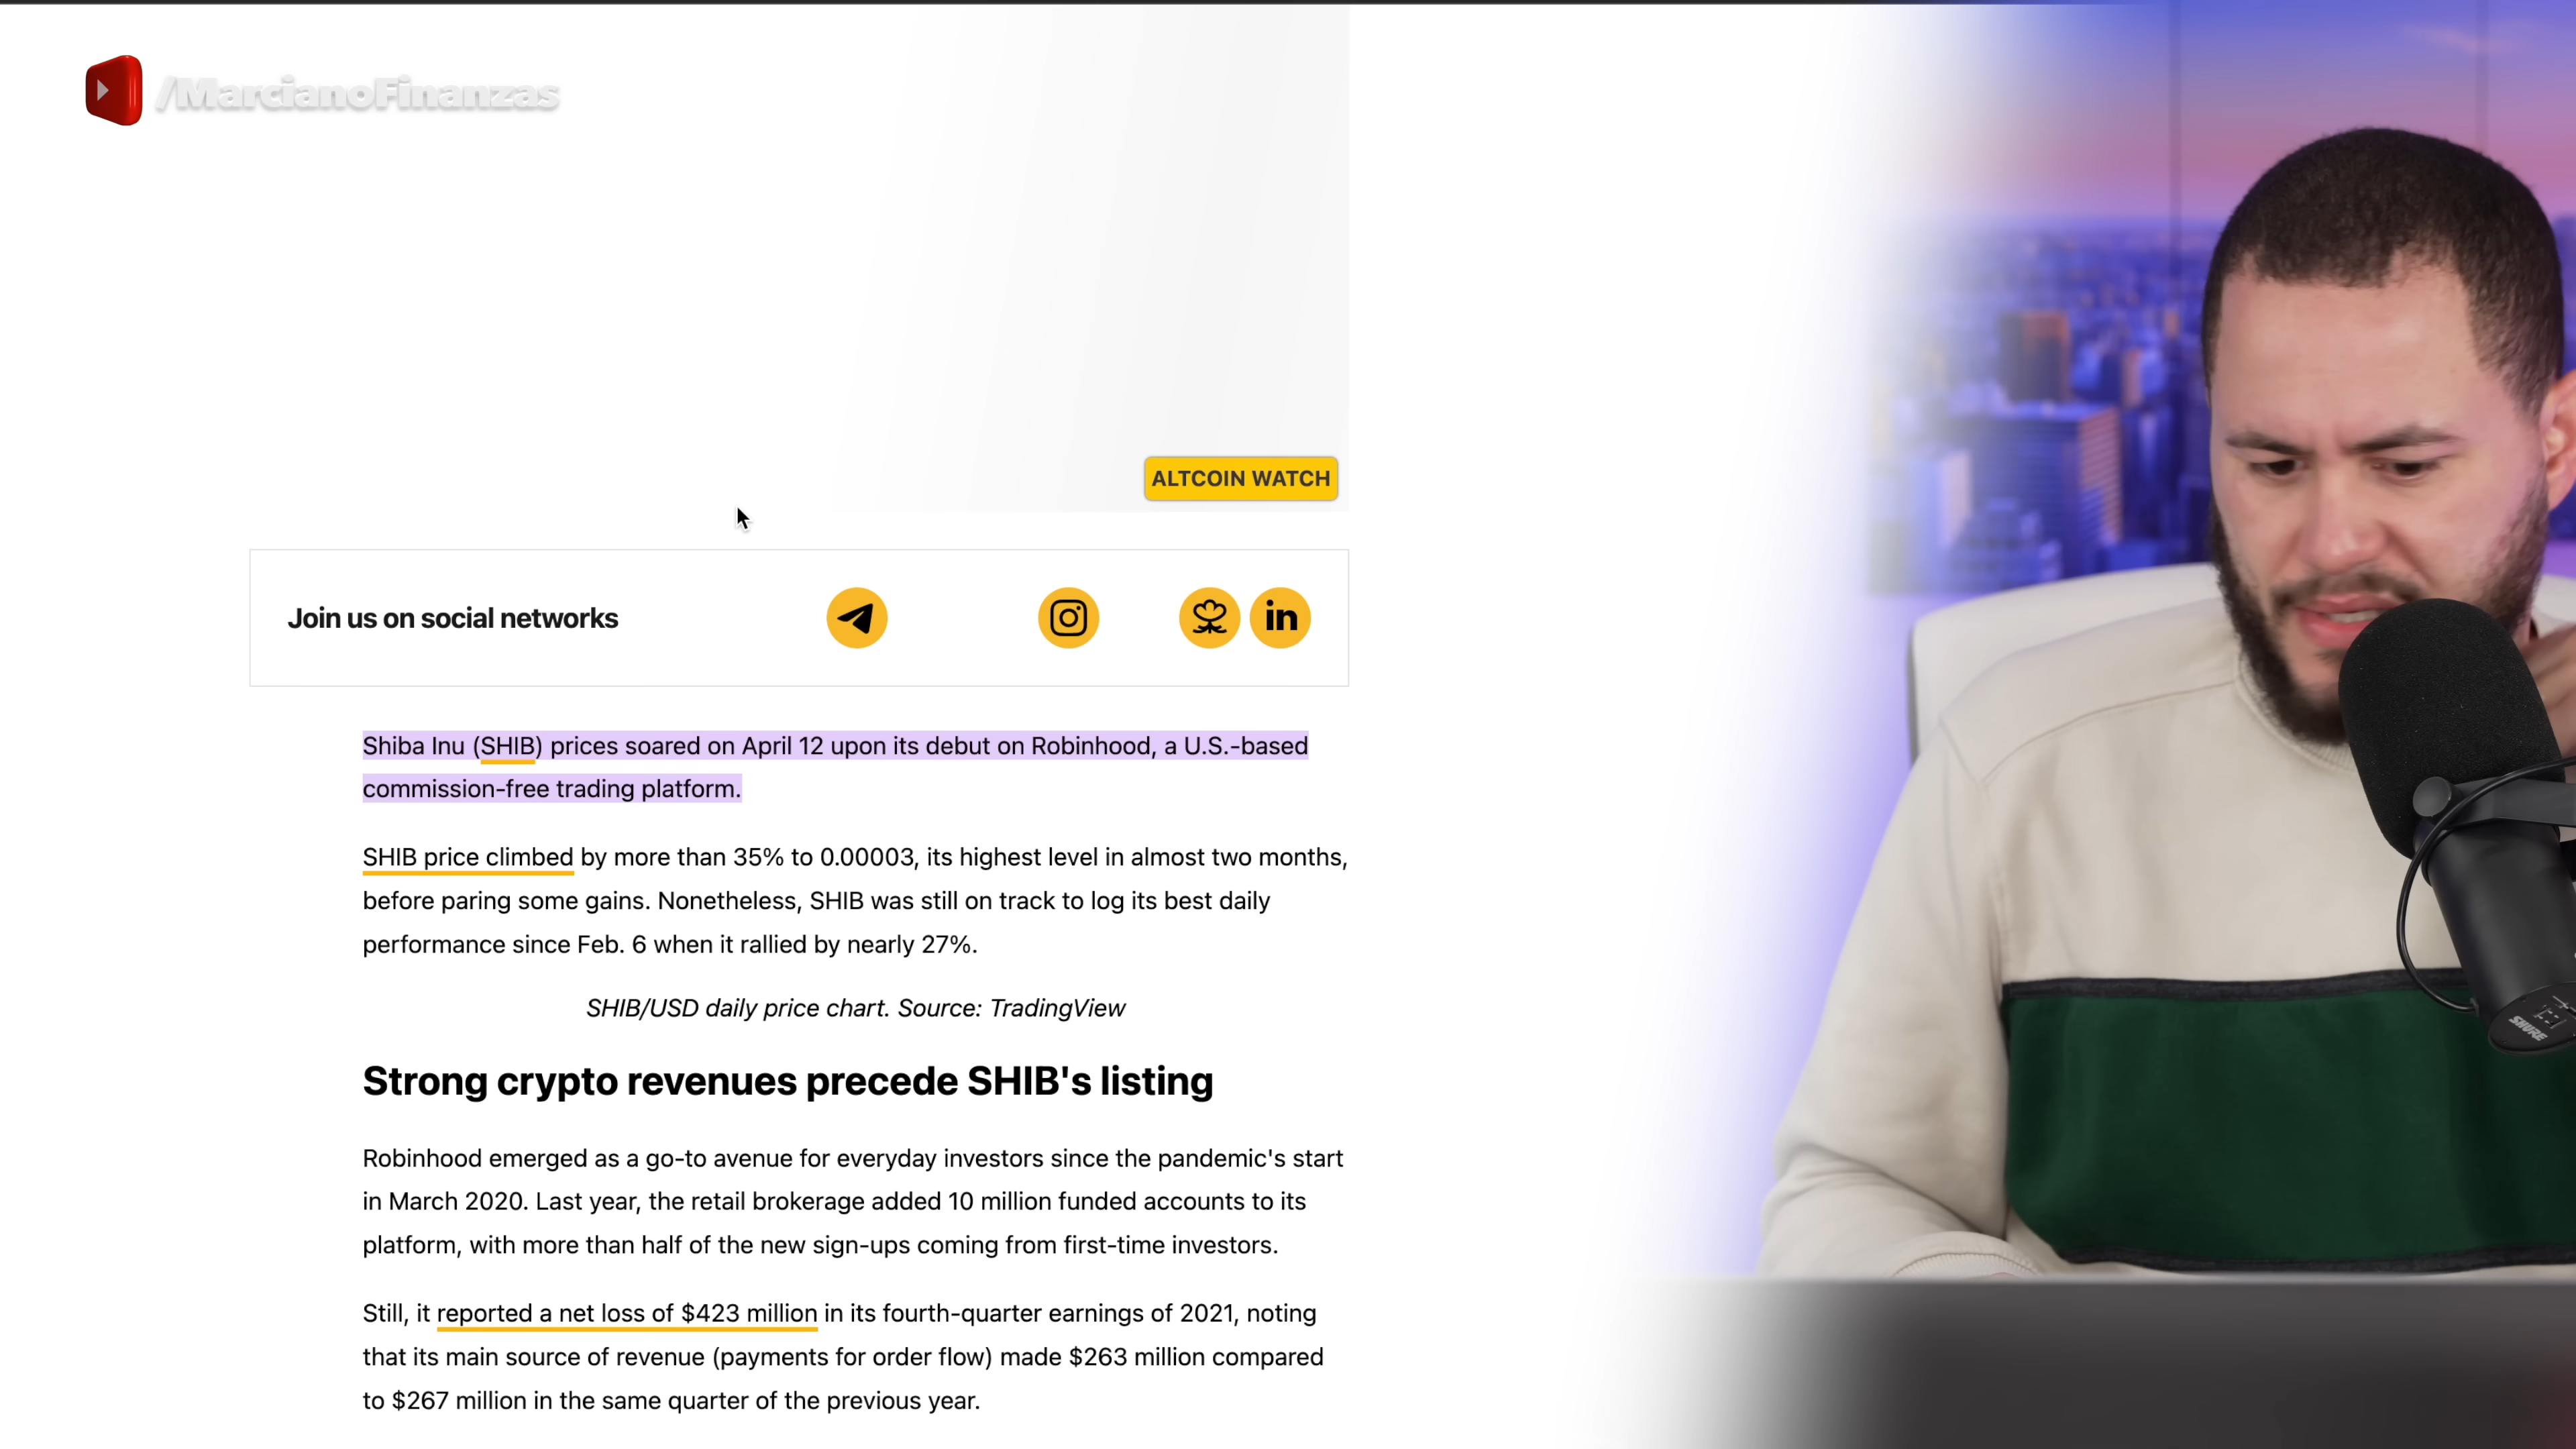 /MarcianoFinanzas
ALTCOIN WATCH
Join us on social networks
in
Shiba Inu (SHIB) prices soared on April 12 upon its debut on Robinhood, a U.S.-based
commission-free trading platform.
SHIB price climbed by more than 35% to 0.00003, its highest level in almost two months,
before paring some gains. Nonetheless, SHIB was still on track to log its best daily
performance since Feb. 6 when it rallied by nearly 27%.
SHIB/USD daily price chart. Source: TradingView
Strong crypto revenues precede SHIB's listing
Robinhood emerged as a go-to avenue for everyday investors since the pandemic's start
in March 2020. Last year, the retail brokerage added 10 million funded accounts to its
platform, with more than half of the new sign-ups coming from first-time investors.
Still, it reported a net loss of $423 million in its fourth-quarter earnings of 2021, noting
that its main source of revenue (payments for order flow) made $263 million compared
to $267 million in the same quarter of the previous year.
SHURE